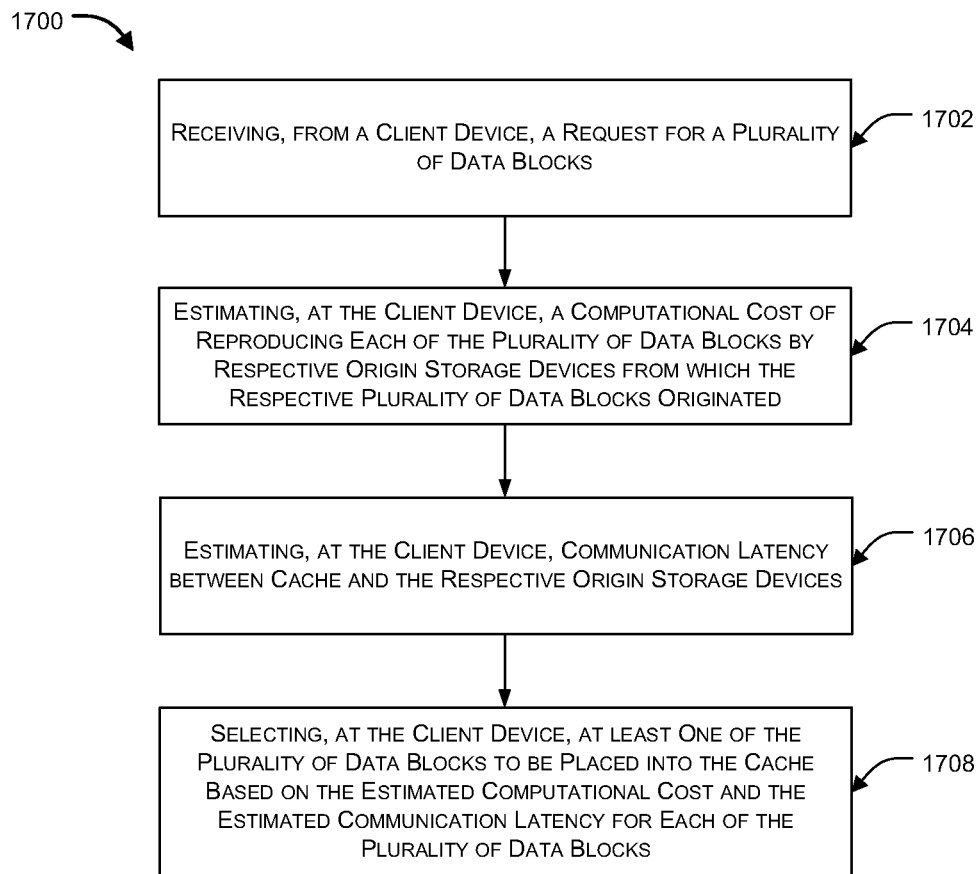 1700
RECEIVING, FROM A CLIENT DEVICE, A REQUEST FOR A PLURALITY
OF DATA BLOCKS
1702
ESTIMATING, AT THE CLIENT DEVICE, A COMPUTATIONAL COST OF
REPRODUCING EACH OF THE PLURALITY OF DATA BLOCKS BY
RESPECTIVE ORIGIN STORAGE DEVICES FROM WHICH THE
RESPECTIVE PLURALITY OF DATA BLOCKS ORIGINATED
1704
ESTIMATING, AT THE CLIENT DEVICE, COMMUNICATION LATENCY
BETWEEN CACHE AND THE RESPECTIVE ORIGIN STORAGE DEVICES
1706
SELECTING, AT THE CLIENT DEVICE, AT LEAST ONE OF THE
PLURALITY OF DATA BLOCKS TO BE PLACED INTO THE CACHE
BASED ON THE ESTIMATED COMPUTATIONAL COST AND THE
ESTIMATED COMMUNICATION LATENCY FOR EACH OF THE
PLURALITY OF DATA BLOCKS
1708